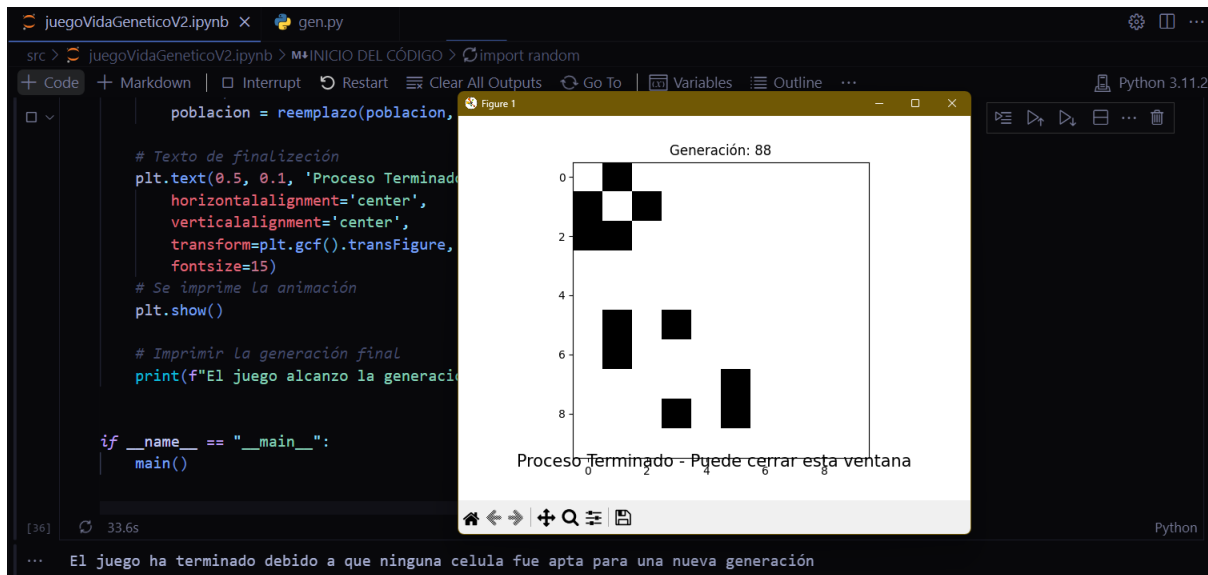 juegoVidaGeneticoV2.ipynb gen.py
src > juegoVidaGeneticoV2.ipynb > M↓INICIO DEL CÓDIGO > import random
+ Code + Markdown Interrupt Restart Clear All Outputs Go To Variables Outline ... Python 3.11.2
poblacion = reemplazo(poblacion,
# Texto de finalizeción
plt.text(0.5, 0.1, 'Proceso Terminado
horizontalalignment='center',
verticalalignment='center',
transform=plt.gcf().transFigure,
fontsize=15)
# Se imprime la animación
plt.show()
# Imprimir la generación final
print(f"El juego alcanzo la generació
if __name__ == "__main__":
main()
[36] 33.6s
Python
Figure 1
Generación: 88
0
2
4
6
8
0 2 4 6 8
Proceso Terminado - Puede cerrar esta ventana
... El juego ha terminado debido a que ninguna celula fue apta para una nueva generación